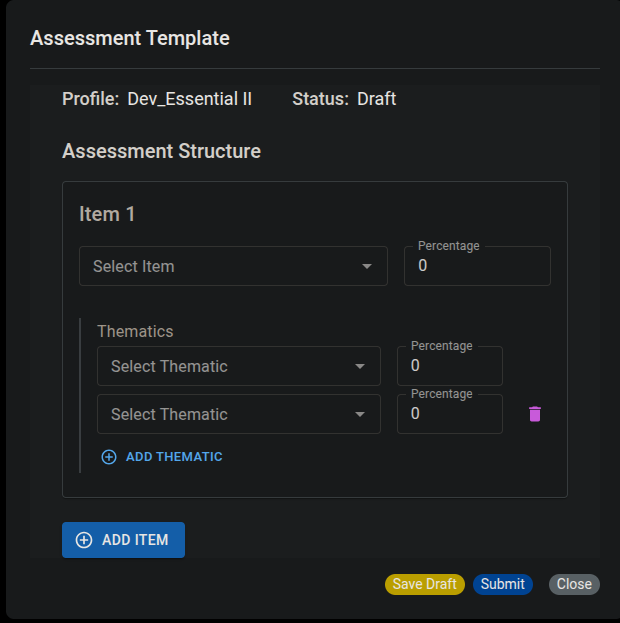 Assessment Template
Profile: Dev_Essential II Status: Draft
Assessment Structure
Item 1
Select Item
Percentage
0
Thematics
Select Thematic
Percentage
0
Select Thematic
Percentage
0
ADD THEMATIC
ADD ITEM
Save Draft Submit Close